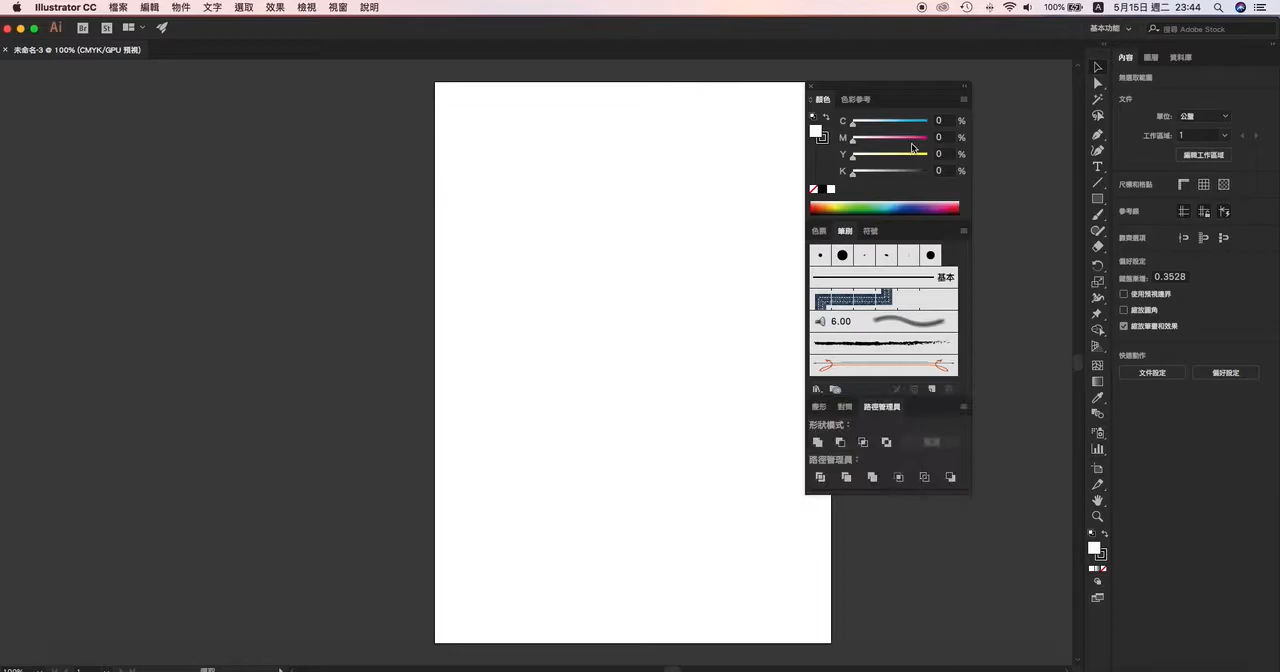 Illustrator CC 檔案 編輯 物件 文字 選取 效果 檢視 視窗 說明 100% A 5月15日 週二 23:44
Ai Br St 基本功能 搜尋 Adobe Stock
× 未命名-3 @ 100% (CMYK/GPU 預視)
內容 圖層 資料庫
無選取範圍
文件
單位: 公釐
工作區域: 1
編輯工作區域
尺標和格點
參考線
靠齊選項
偏好設定
鍵盤漸增: 0.3528
使用預視邊界
縮放圓角
縮放筆畫和效果
快速動作
文件設定 偏好設定
顏色 色彩參考
C 0 %
M 0 %
Y 0 %
K 0 %
色票 筆刷 符號
基本
6.00
變形 對齊 路徑管理員
形狀模式:
路徑管理員: